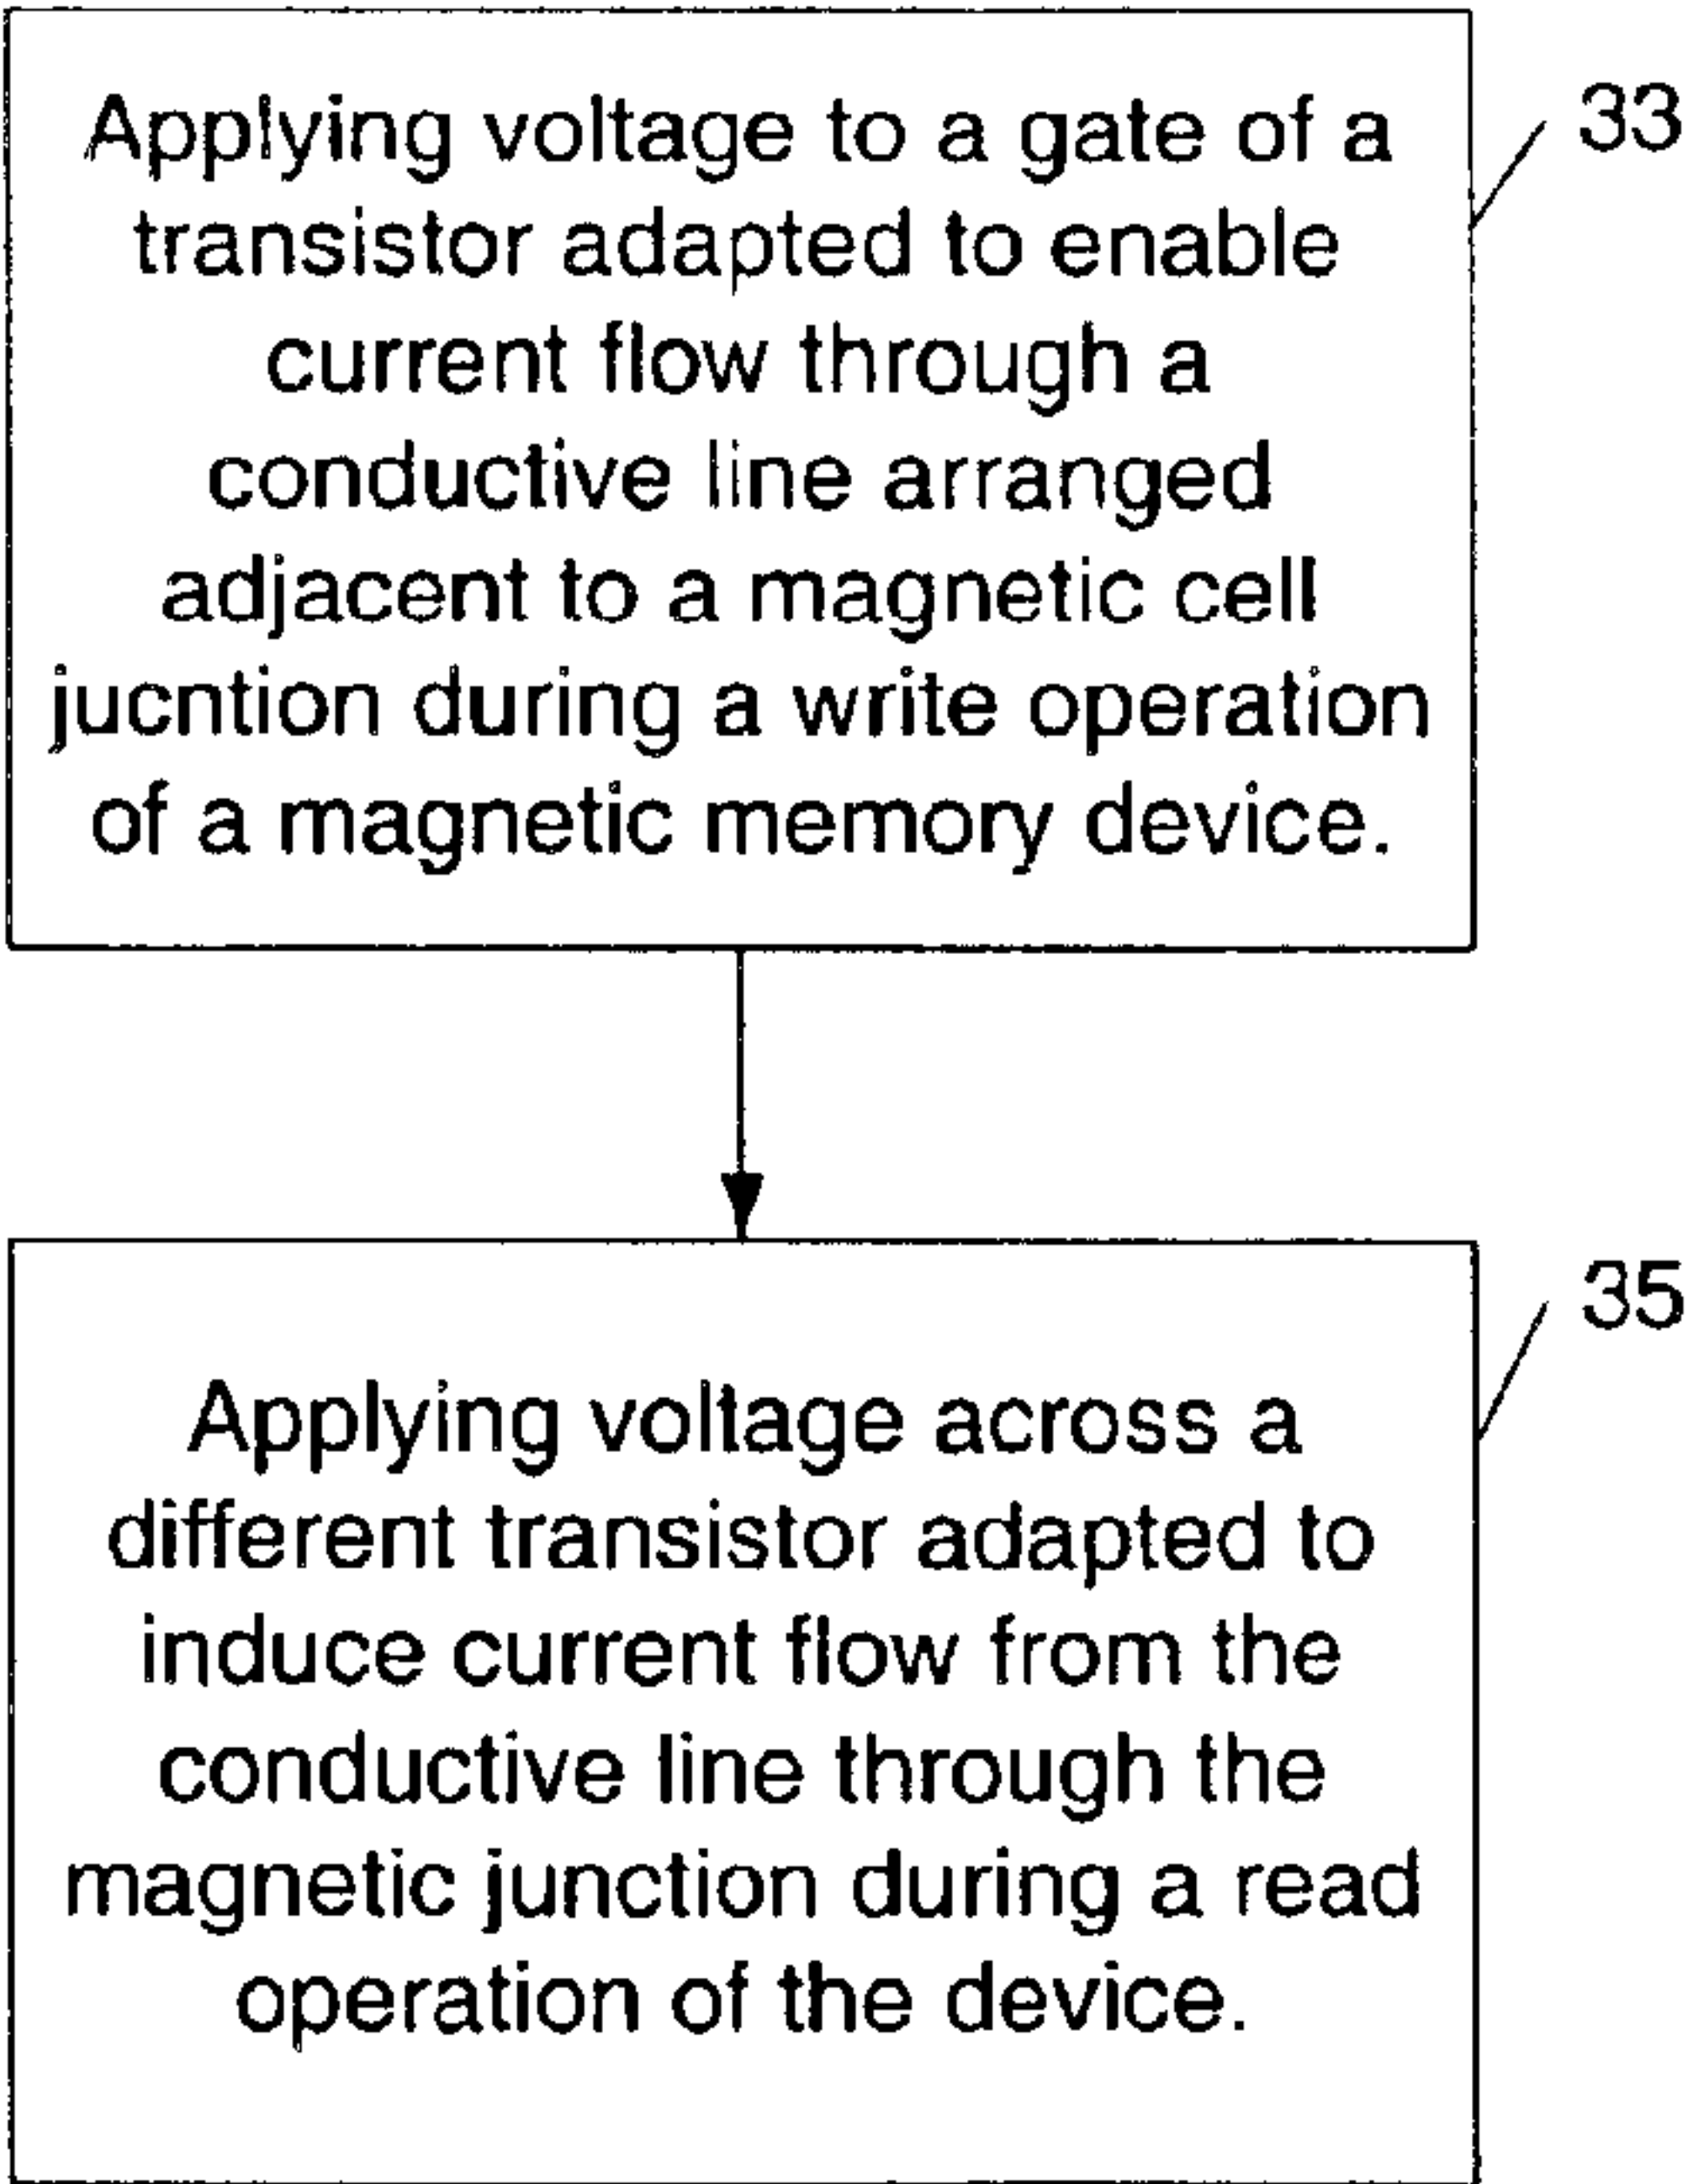 Applying voltage to a gate of a
transistor adapted to enable
current flow through a
conductive line arranged
adjacent to a magnetic cell
jucntion during a write operation
of a magnetic memory device.
33
Applying voltage across a
different transistor adapted to
induce current flow from the
conductive line through the
magnetic junction during a read
operation of the device.
35